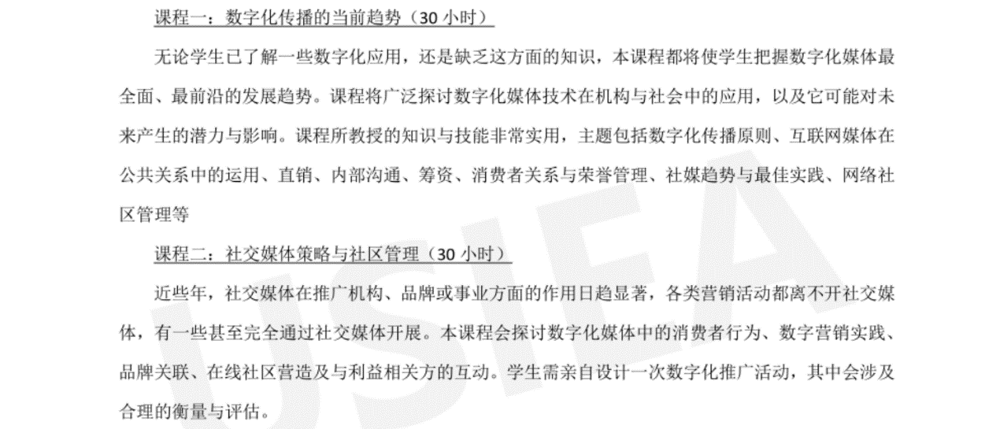 课程一：数字化传播的当前趋势（30 小时）
无论学生已了解一些数字化应用，还是缺乏这方面的知识，本课程都将使学生把握数字化媒体最
全面、最前沿的发展趋势。课程将广泛探讨数字化媒体技术在机构与社会中的应用，以及它可能对未
来产生的潜力与影响。课程所教授的知识与技能非常实用，主题包括数字化传播原则、互联网媒体在
公共关系中的运用、直销、内部沟通、筹资、消费者关系与荣誉管理、社媒趋势与最佳实践、网络社
区管理等
课程二：社交媒体策略与社区管理（30 小时）
近些年，社交媒体在推广机构、品牌或事业方面的作用日趋显著，各类营销活动都离不开社交媒
体，有一些甚至完全通过社交媒体开展。本课程会探讨数字化媒体中的消费者行为、数字营销实践、
品牌关联、在线社区营造及与利益相关方的互动。学生需亲自设计一次数字化推广活动，其中会涉及
合理的衡量与评估。
USIEA